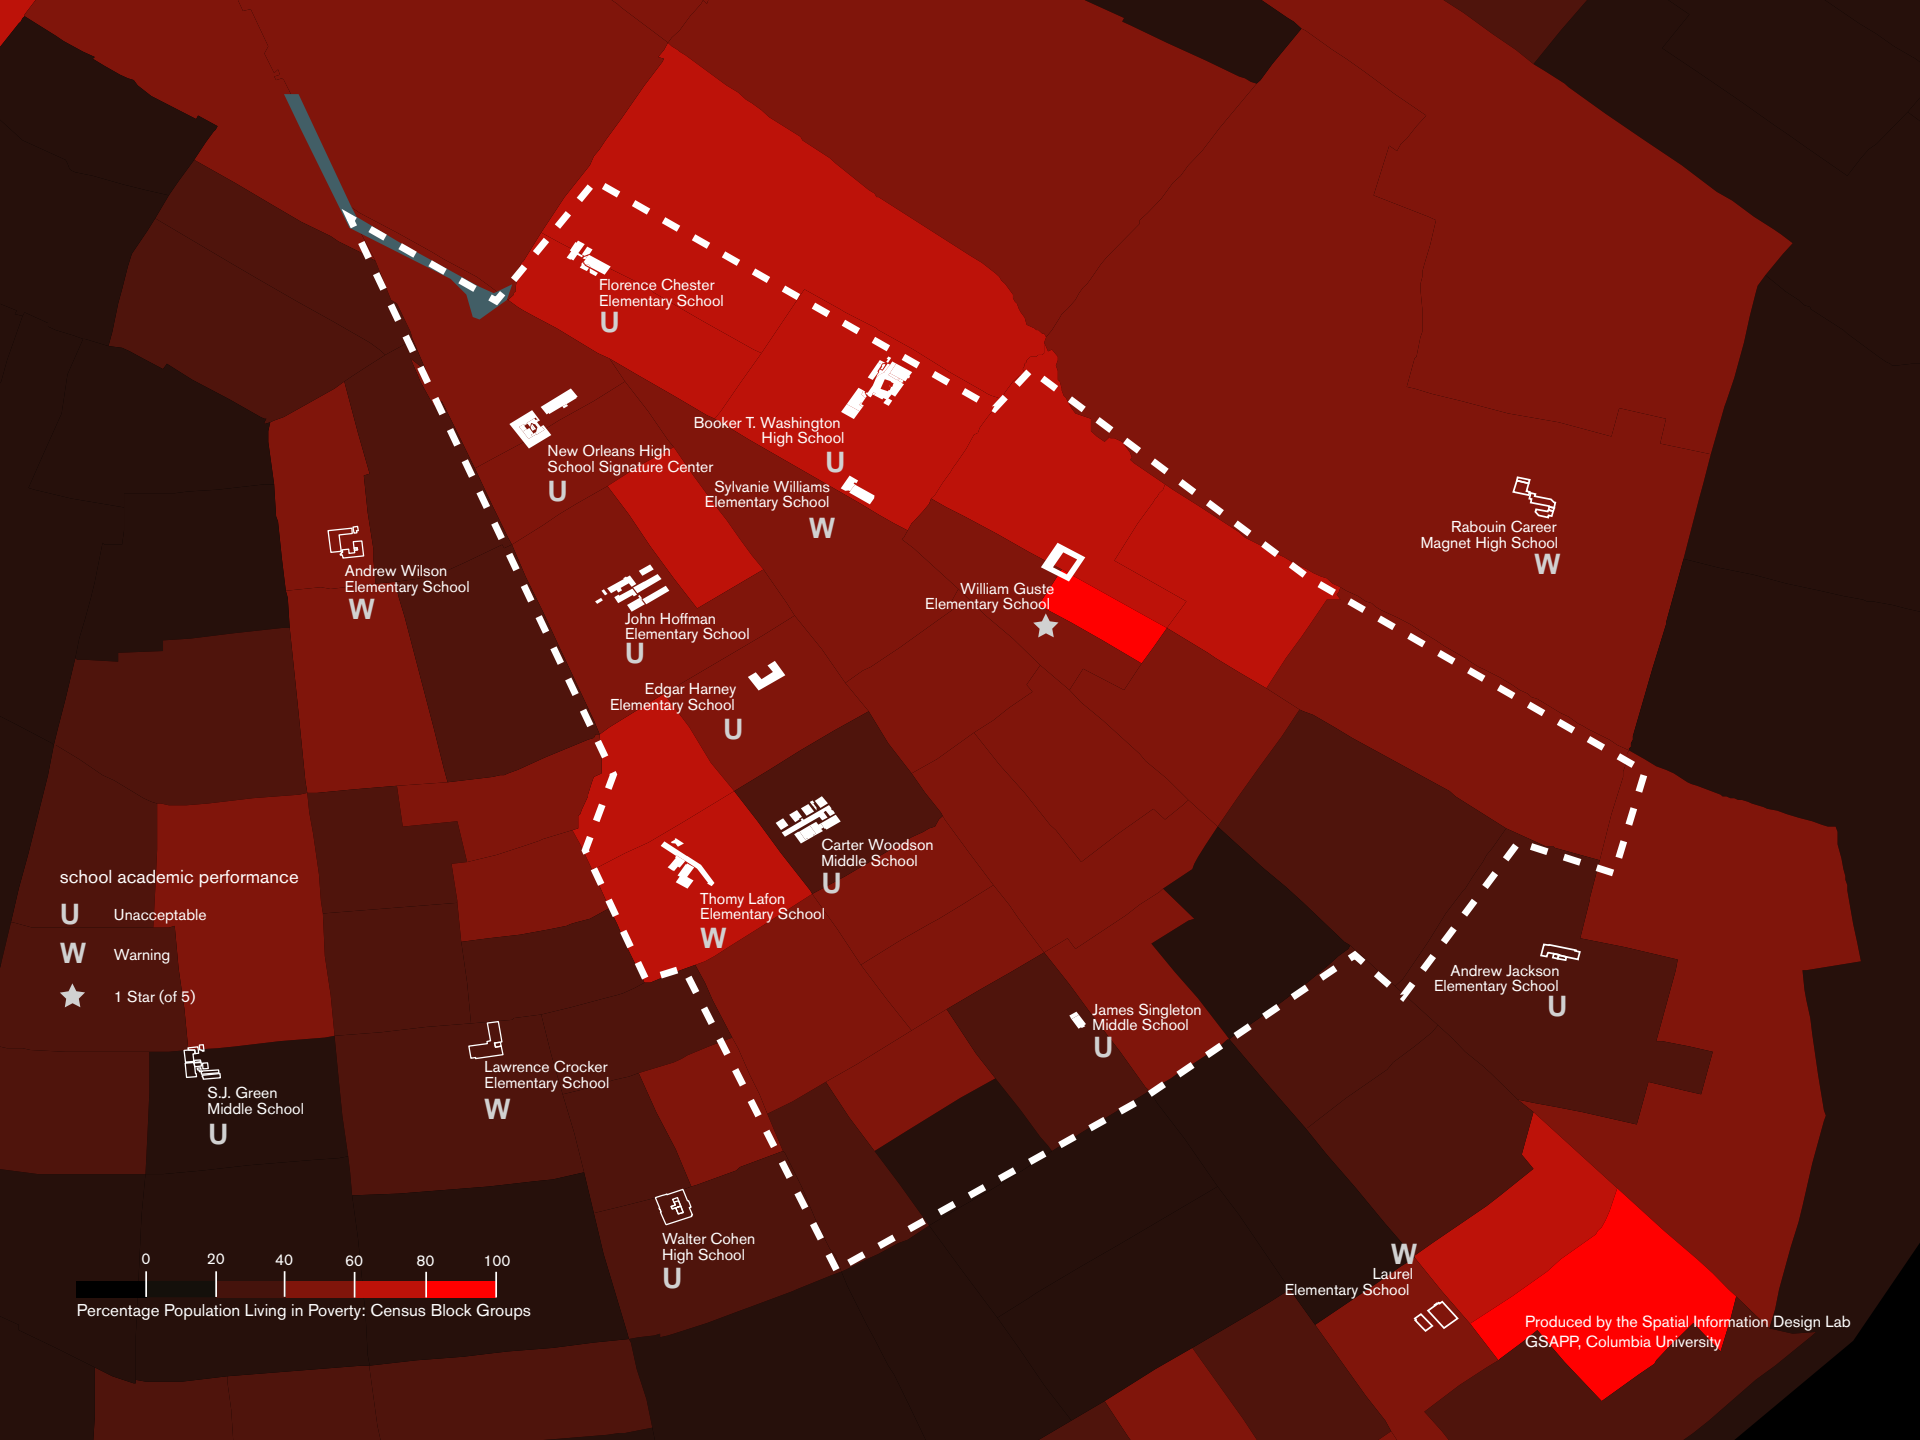 Florence Chester
Elementary School
U
Booker T. Washington
High School
U
New Orleans High
School Signature Center
U
Sylvanie Williams
Elementary School
W
Rabouin Career
Magnet High School
W
Andrew Wilson
Elementary School
W
William Guste
Elementary School
John Hoffman
Elementary School
U
Edgar Harney
Elementary School
U
Carter Woodson
Middle School
U
Thomy Lafon
Elementary School
W
school academic performance
U Unacceptable
W Warning
1 Star (of 5)
Andrew Jackson
Elementary School
U
James Singleton
Middle School
U
Lawrence Crocker
Elementary School
W
S.J. Green
Middle School
U
Walter Cohen
High School
U
W
Laurel
Elementary School
0 20 40 60 80 100
Percentage Population Living in Poverty: Census Block Groups
Produced by the Spatial Information Design Lab
GSAPP, Columbia University